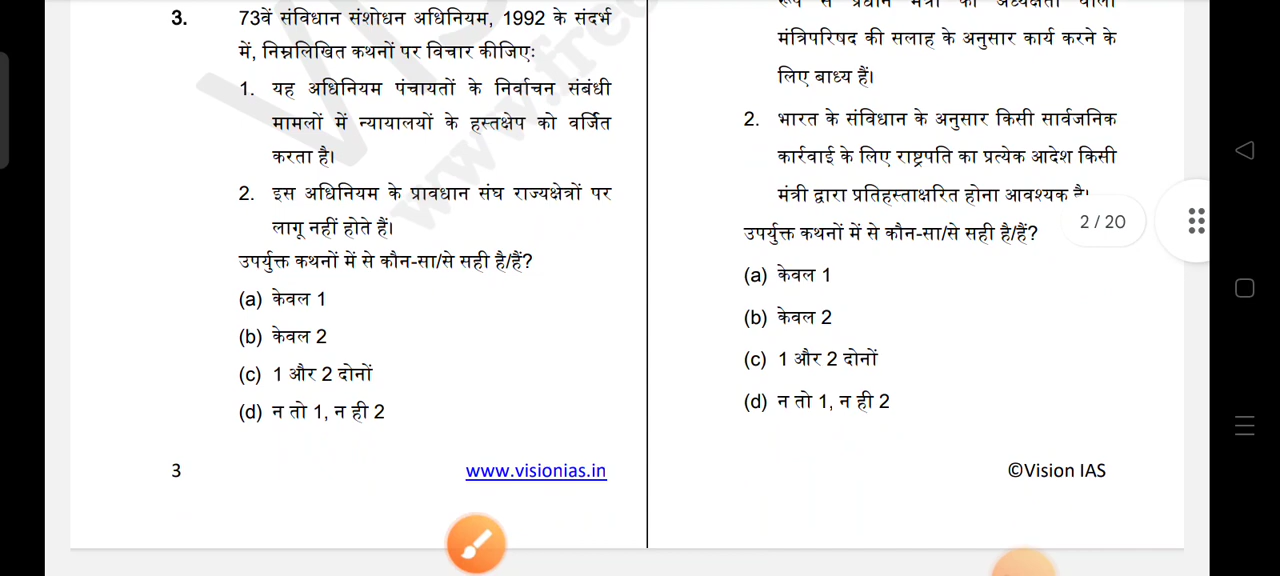 3. 73वें संविधान संशोधन अधिनियम, 1992 के संदर्भ
में, निम्नलिखित कथनों पर विचार कीजिए:
1. यह अधिनियम पंचायतों के निर्वाचन संबंधी
मामलों में न्यायालयों के हस्तक्षेप को वर्जित
करता है।
2. इस अधिनियम के प्रावधान संघ राज्यक्षेत्रों पर
लागू नहीं होते हैं।
उपर्युक्त कथनों में से कौन-सा/से सही है/हैं?
(a) केवल 1
(b) केवल 2
(c) 1 और 2 दोनों
(d) न तो 1, न ही 2
3
www.visionias.in
मंत्रिपरिषद की सलाह के अनुसार कार्य करने के
लिए बाध्य हैं।
2. भारत के संविधान के अनुसार किसी सार्वजनिक
कार्रवाई के लिए राष्ट्रपति का प्रत्येक आदेश किसी
मंत्री द्वारा प्रतिहस्ताक्षरित होना आवश्यक है।
उपर्युक्त कथनों में से कौन-सा/से सही है/हैं?
(a) केवल 1
(b) केवल 2
(c) 1 और 2 दोनों
(d) न तो 1, न ही 2
©Vision IAS
2 / 20